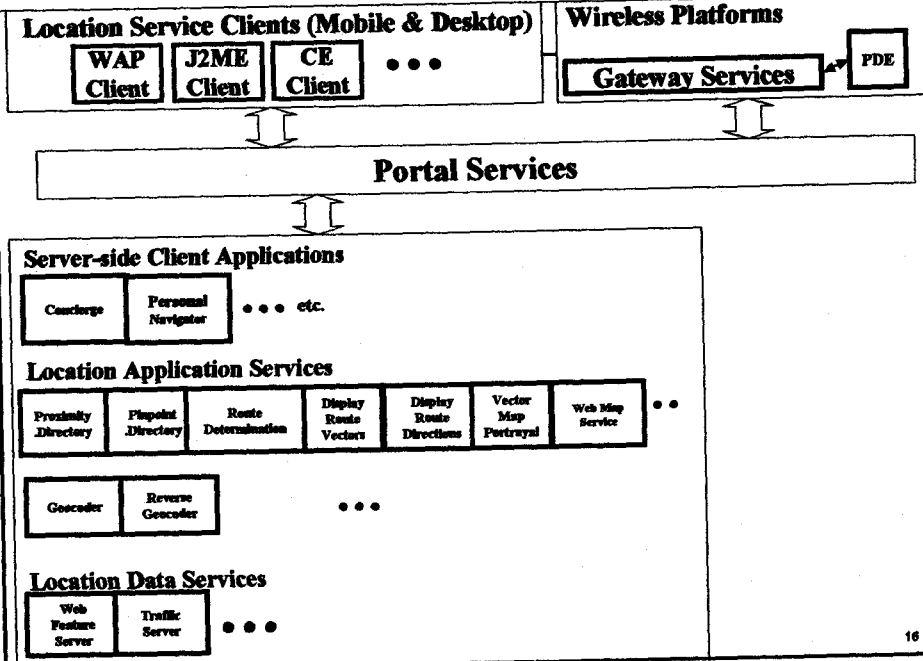 Location Service Clients (Mobile & Desktop)
WAP
Client
J2ME
Client
CE
Client
Wireless Platforms
Gateway Services
PDE
Portal Services
Server-side Client Applications
Concierge
Personal
Navigator
etc.
Location Application Services
Proximity
.Directory
Pinpoint
.Directory
Route
Determination
Display
Route
Vectors
Display
Route
Directions
Vector
Map
Portrayal
Web Map
Service
Geocoder
Reverse
Geocoder
Location Data Services
Web
Feature
Server
Traffic
Server
16